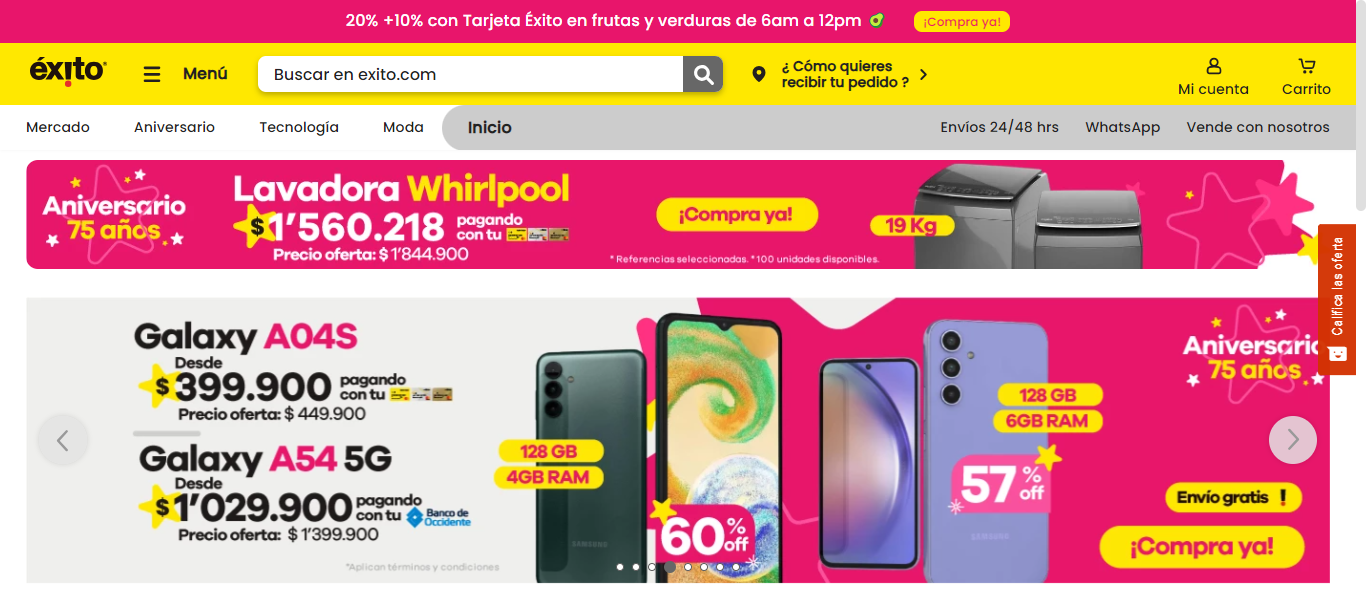 20% +10% con Tarjeta Éxito en frutas y verduras de 6am a 12pm
¡Compra ya!
éxito
Menú
Buscar en exito.com
¿ Cómo quieres
recibir tu pedido ?
Mi cuenta
Carrito
Mercado
Aniversario
Tecnología
Moda
Inicio
Envíos 24/48 hrs
WhatsApp
Vende con nosotros
Aniversario
75 años
Lavadora Whirlpool
$1'560.218
pagando
con tu
Precio oferta: $ 1'844.900
¡Compra ya!
19 Kg
* Referencias seleccionadas. *100 unidades disponibles.
Califica las oferta
Galaxy A04S
Desde
$399.900
pagando
con tu
Precio oferta: $ 449.900
Galaxy A54 5G
Desde
$1'029.900
pagando
con tu
Banco de
Occidente
Precio oferta: $ 1'399.900
*Aplican términos y condiciones
128 GB
4GB RAM
SAMSUNG
60%
off
128 GB
6GB RAM
57%
off
SAMSUNG
Aniversario
75 años
Envío gratis !
¡Compra ya!